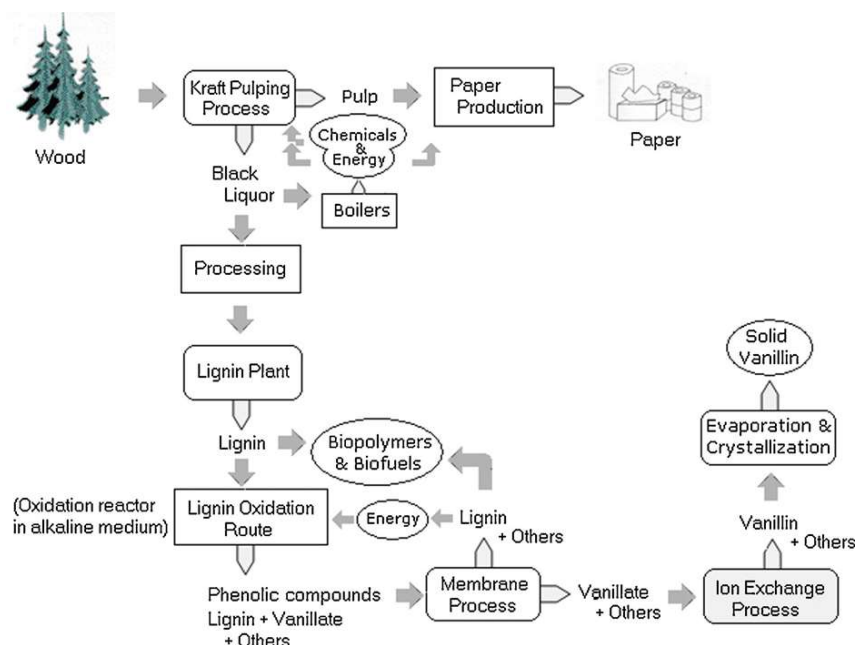 Wood
Kraft Pulping
Process
Pulp
Paper
Production
Paper
Chemicals
&
Energy
Black
Liquor
Boilers
Processing
Lignin Plant
Lignin
Biopolymers
& Biofuels
(Oxidation reactor
in alkaline medium)
Lignin Oxidation
Route
Energy
Lignin
+ Others
Phenolic compounds
Lignin + Vanillate
+ Others
Membrane
Process
Vanillate
+ Others
Ion Exchange
Process
Vanillin
+ Others
Evaporation &
Crystallization
Solid
Vanillin